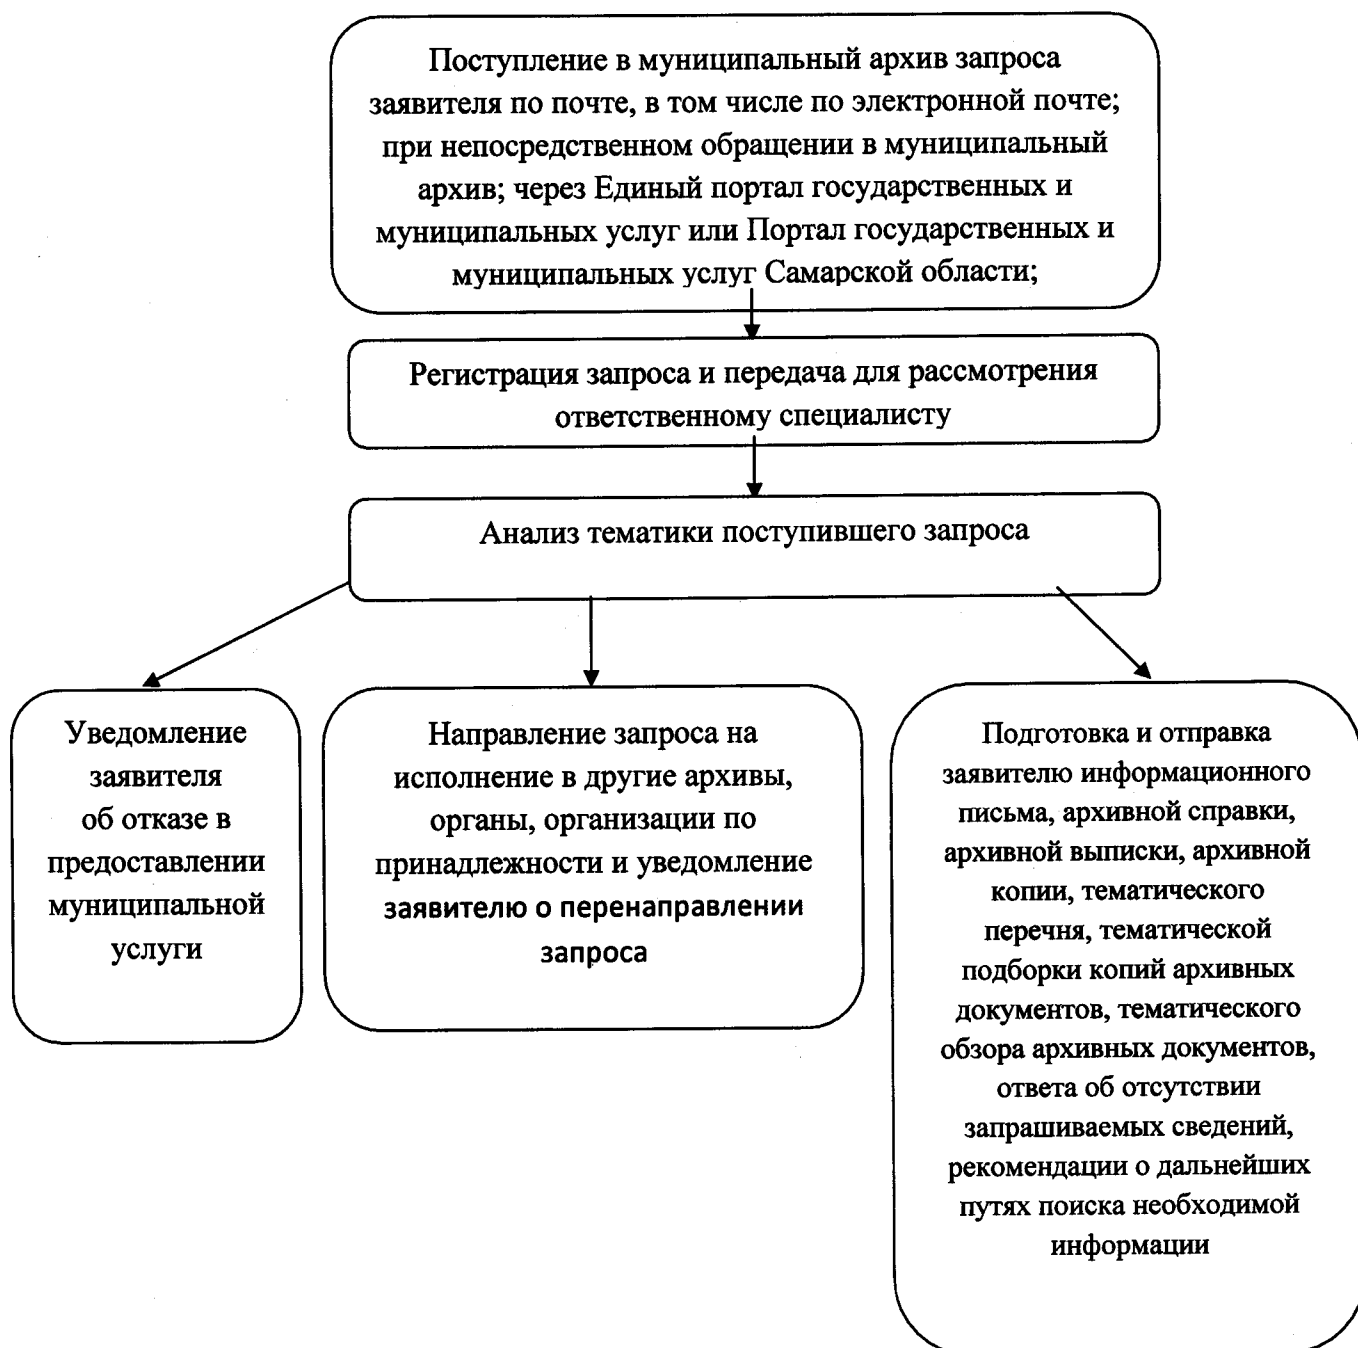 Поступление в муниципальный архив запроса
заявителя по почте, в том числе по электронной почте;
при непосредственном обращении в муниципальный
архив; через Единый портал государственных и
муниципальных услуг или Портал государственных и
муниципальных услуг Самарской области;
Регистрация запроса и передача для рассмотрения
ответственному специалисту
Анализ тематики поступившего запроса
Уведомление
заявителя
об отказе в
предоставлении
муниципальной
услуги
Направление запроса на
исполнение в другие архивы,
органы, организации по
принадлежности и уведомление
заявителю о перенаправлении
запроса
Подготовка и отправка
заявителю информационного
письма, архивной справки,
архивной выписки, архивной
копии, тематического
перечня, тематической
подборки копий архивных
документов, тематического
обзора архивных документов,
ответа об отсутствии
запрашиваемых сведений,
рекомендации о дальнейших
путях поиска необходимой
информации